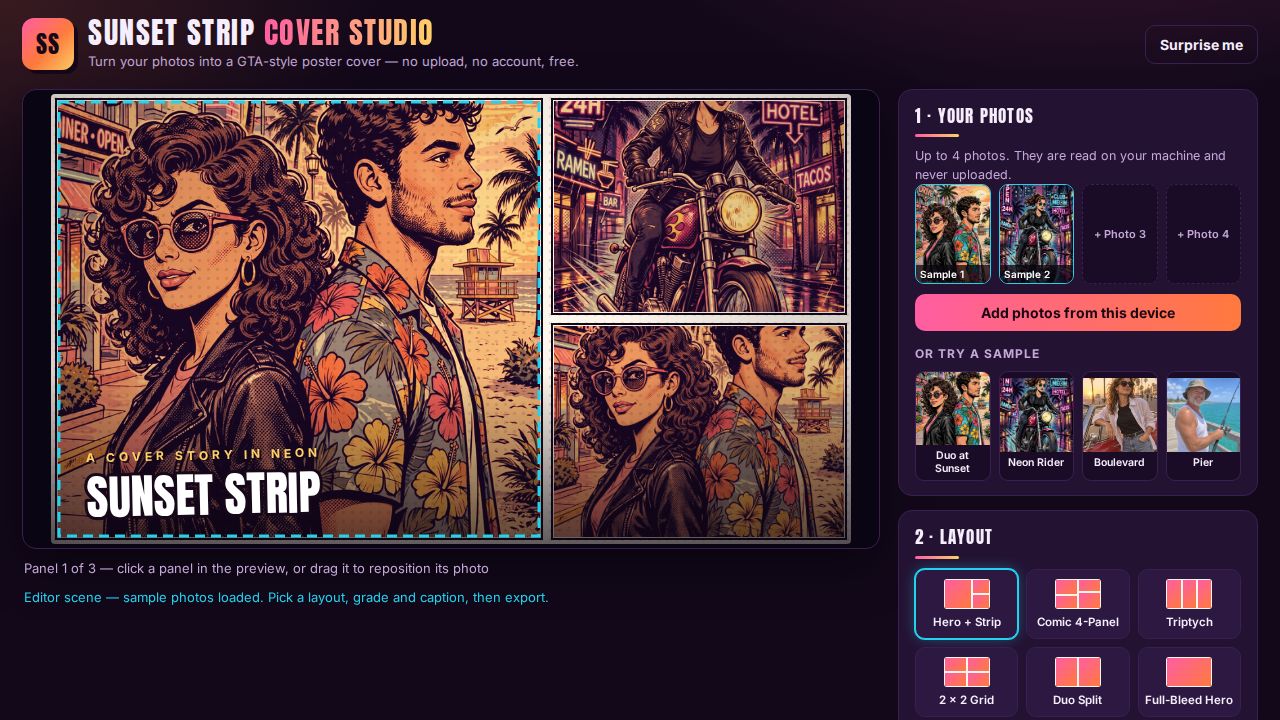 SS
SUNSET STRIP COVER STUDIO
Turn your photos into a GTA-style poster cover — no upload, no account, free.
Surprise me
INER · OPEN
24H
HOTEL
RAMEN
BAR
TACOS
A COVER STORY IN NEON
SUNSET STRIP
Panel 1 of 3 — click a panel in the preview, or drag it to reposition its photo
Editor scene — sample photos loaded. Pick a layout, grade and caption, then export.
1 · YOUR PHOTOS
Up to 4 photos. They are read on your machine and
never uploaded.
Sample 1
Sample 2
+ Photo 3
+ Photo 4
Add photos from this device
OR TRY A SAMPLE
Duo at
Sunset
Neon Rider
Boulevard
Pier
2 · LAYOUT
Hero + Strip
Comic 4-Panel
Triptych
2 × 2 Grid
Duo Split
Full-Bleed Hero